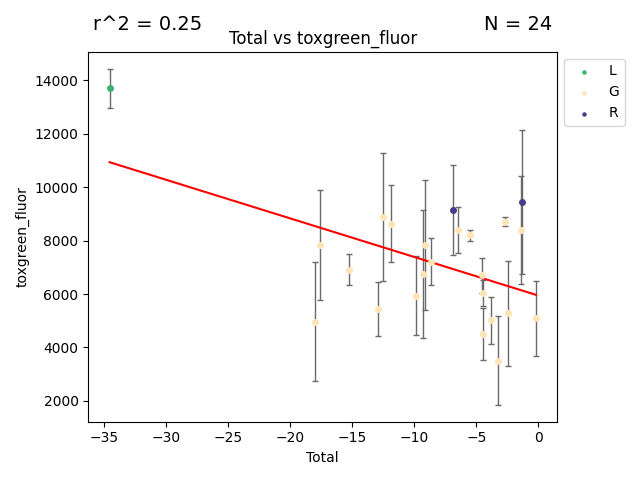 r^2 = 0.25
N = 24
Total vs toxgreen_fluor
14000
12000
10000
8000
6000
4000
2000
toxgreen_fluor
−35
−30
−25
−20
−15
−10
−5
0
Total
L
G
R